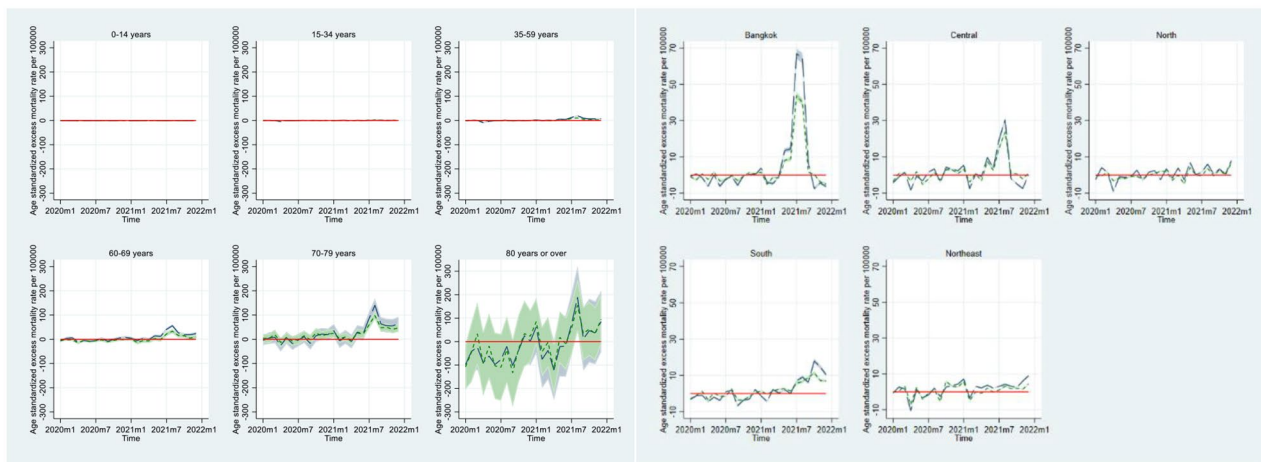 0-14 years
Age standardized excess mortality rate per 100000
300
200
100
0
-100
-200
-300
2020m1 2020m7 2021m1 2021m7 2022m1
Time
15-34 years
Age standardized excess mortality rate per 100000
300
200
100
0
-100
-200
-300
2020m1 2020m7 2021m1 2021m7 2022m1
Time
35-59 years
Age standardized excess mortality rate per 100000
300
200
100
0
-100
-200
-300
2020m1 2020m7 2021m1 2021m7 2022m1
Time
60-69 years
Age standardized excess mortality rate per 100000
300
200
100
0
-100
-200
-300
2020m1 2020m7 2021m1 2021m7 2022m1
Time
70-79 years
Age standardized excess mortality rate per 100000
300
200
100
0
-100
-200
-300
2020m1 2020m7 2021m1 2021m7 2022m1
Time
80 years or over
Age standardized excess mortality rate per 100000
300
200
100
0
-100
-200
-300
2020m1 2020m7 2021m1 2021m7 2022m1
Time
Bangkok
Age standardized excess mortality rate per 100000
70
50
30
10
-10
2020m1 2020m7 2021m1 2021m7 2022m1
Time
Central
Age standardized excess mortality rate per 100000
70
50
30
10
-10
2020m1 2020m7 2021m1 2021m7 2022m1
Time
North
Age standardized excess mortality rate per 100000
70
50
30
10
-10
2020m1 2020m7 2021m1 2021m7 2022m1
Time
South
Age standardized excess mortality rate per 100000
70
50
30
10
-10
2020m1 2020m7 2021m1 2021m7 2022m1
Time
Northeast
Age standardized excess mortality rate per 100000
70
50
30
10
-10
2020m1 2020m7 2021m1 2021m7 2022m1
Time